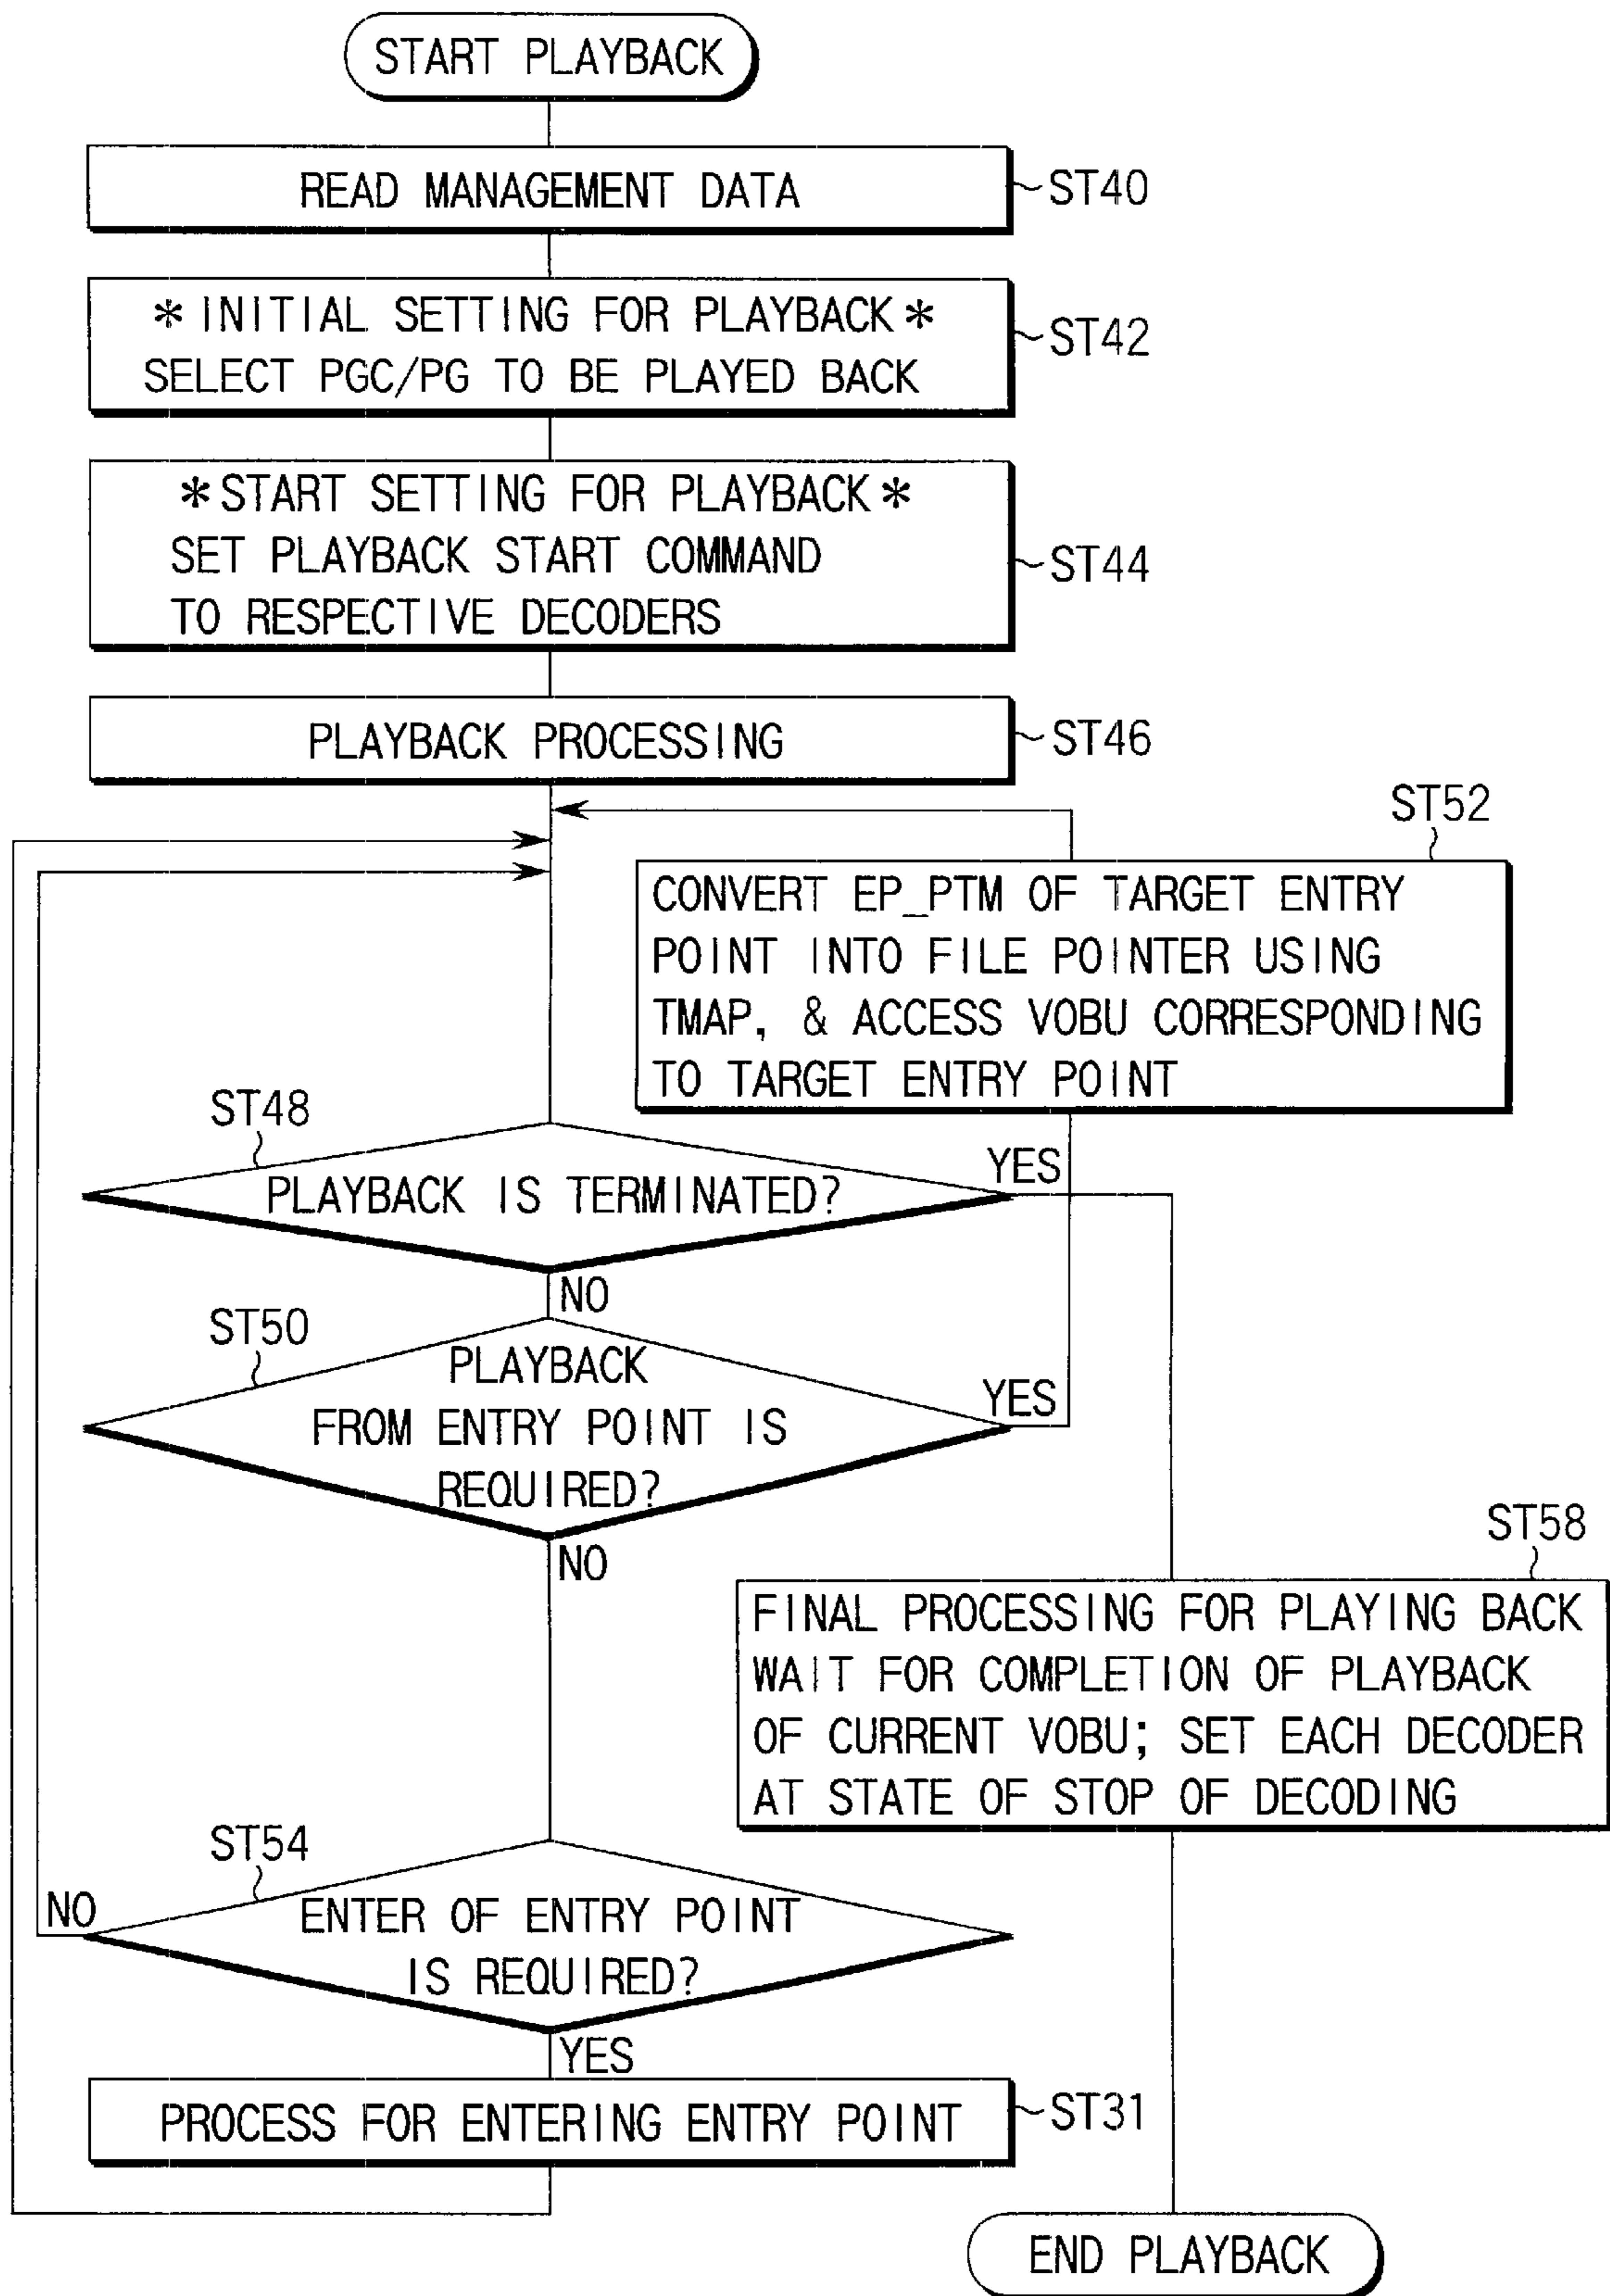 START PLAYBACK
READ MANAGEMENT DATA
ST40
* INITIAL SETTING FOR PLAYBACK *
SELECT PGC/PG TO BE PLAYED BACK
ST42
* START SETTING FOR PLAYBACK *
SET PLAYBACK START COMMAND
TO RESPECTIVE DECODERS
ST44
PLAYBACK PROCESSING
ST46
ST52
CONVERT EP_PTM OF TARGET ENTRY
POINT INTO FILE POINTER USING
TMAP, & ACCESS VOBU CORRESPONDING
TO TARGET ENTRY POINT
ST48
PLAYBACK IS TERMINATED?
YES
NO
ST50
PLAYBACK
FROM ENTRY POINT IS
REQUIRED?
YES
NO
ST58
FINAL PROCESSING FOR PLAYING BACK
WAIT FOR COMPLETION OF PLAYBACK
OF CURRENT VOBU; SET EACH DECODER
AT STATE OF STOP OF DECODING
ST54
NO
ENTER OF ENTRY POINT
IS REQUIRED?
YES
PROCESS FOR ENTERING ENTRY POINT
ST31
END PLAYBACK